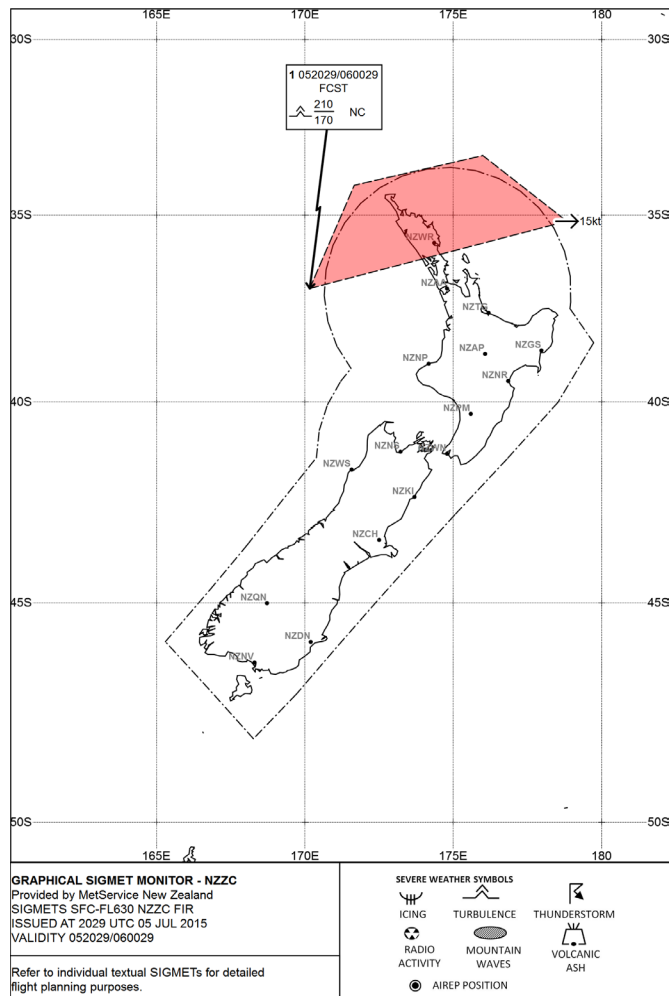 165E 170E 175E 180
30S 30S
1 052029/060029
FCST
210
170 NC
35S 35S
15kt
NZWR
NZAA
NZTG
NZAP NZGS
NZNP
NZNR
40S 40S
NZPM
NZNS NZWN
NZWS
NZKI
NZCH
45S 45S
NZQN
NZDN
NZNV
50S 50S
165E 170E 175E 180
GRAPHICAL SIGMET MONITOR - NZZC
Provided by MetService New Zealand
SIGMETS SFC-FL630 NZZC FIR
ISSUED AT 2029 UTC 05 JUL 2015
VALIDITY 052029/060029
Refer to individual textual SIGMETs for detailed
flight planning purposes.
SEVERE WEATHER SYMBOLS
ICING TURBULENCE THUNDERSTORM
RADIO
ACTIVITY
MOUNTAIN
WAVES
VOLCANIC
ASH
AIREP POSITION